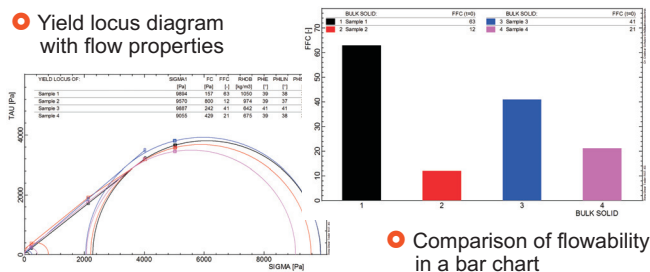 Yield locus diagram
with flow properties
YIELD LOCUS OF: SIGMA1 FC FFC RHOB PHIE PHILIN
[Pa] [Pa] [-] [kg/m3] [°] [°]
Sample 1 9894 157 63 1050 39 38
Sample 2 9570 800 12 974 39 37
Sample 3 9887 242 41 642 41 41
Sample 4 9055 429 21 675 39 38
TAU [Pa]
4000
2000
0
0 2000 4000 6000 8000
SIGMA [Pa]
BULK SOLID: FFC (t=0) BULK SOLID: FFC (t=0)
1 Sample 1 63 3 Sample 3 41
2 Sample 2 12 4 Sample 4 21
FFC [-]
70
60
50
40
30
20
10
0
1 2 3 4
BULK SOLID
Comparison of flowability
in a bar chart